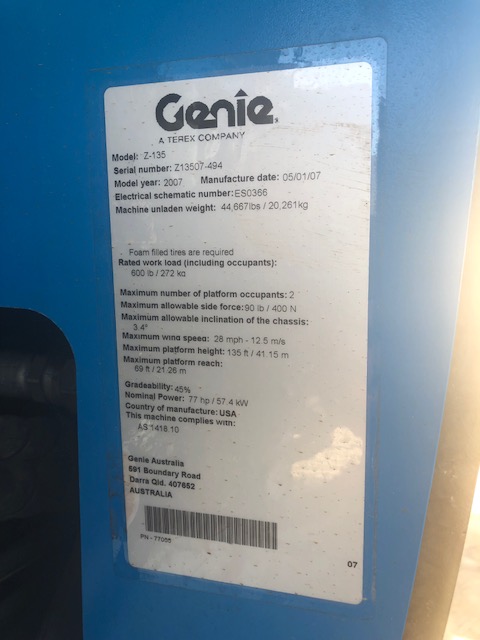 Genie
A TEREX COMPANY
Model: Z-135
Serial number: Z13507-494
Model year: 2007 Manufacture date: 05/01/07
Electrical schematic number: ES0366
Machine unladen weight: 44,667lbs / 20,261kg
Foam filled tires are required
Rated work load (including occupants):
600 lb / 272 kg
Maximum number of platform occupants: 2
Maximum allowable side force: 90 lb / 400 N
Maximum allowable inclination of the chassis:
3.4°
Maximum wind speed: 28 mph - 12.5 m/s
Maximum platform height: 135 ft / 41.15 m
Maximum platform reach:
69 ft / 21.26 m
Gradeability: 45%
Nominal Power: 77 hp / 57.4 kW
Country of manufacture: USA
This machine complies with:
AS 1418.10
Genie Australia
591 Boundary Road
Darra Qld. 407652
AUSTRALIA
PN - 77055
07